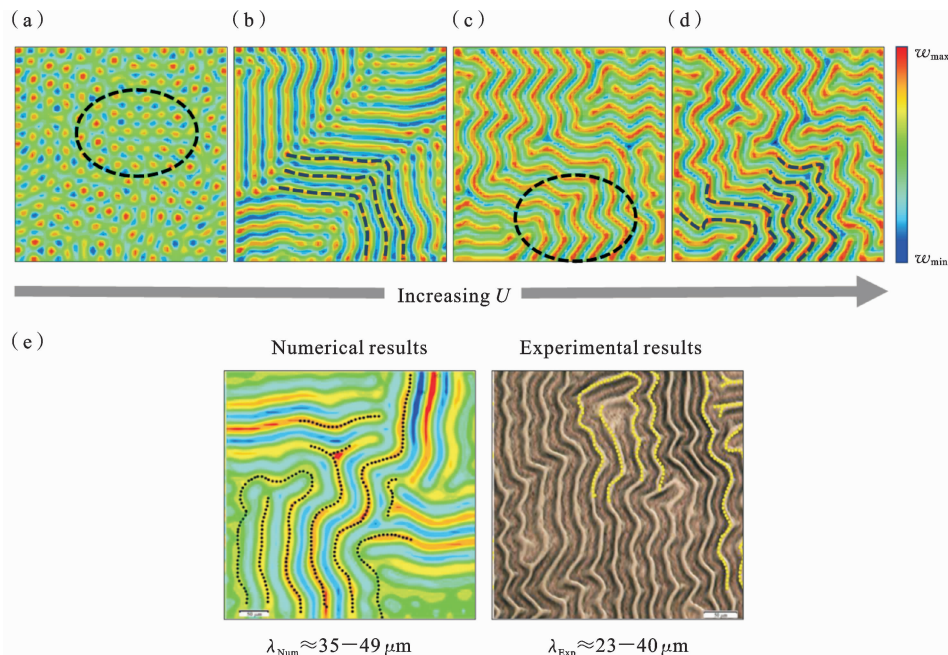 (a)
(b)
(c)
(d)
w_max
w_min
Increasing U
(e)
Numerical results
Experimental results
λ_Num≈35−49 μm
λ_Exp≈23−40 μm